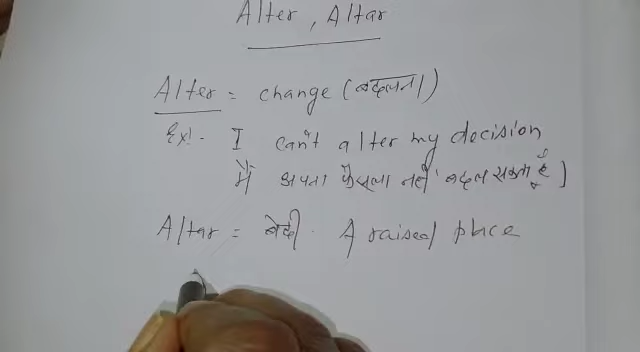 Alter, Altar
Alter = change (बदलना)
Ex:- I can't alter my decision
मैं अपना फैसला नहीं बदल सकता हूँ]
Altar = बेदी. A raised place